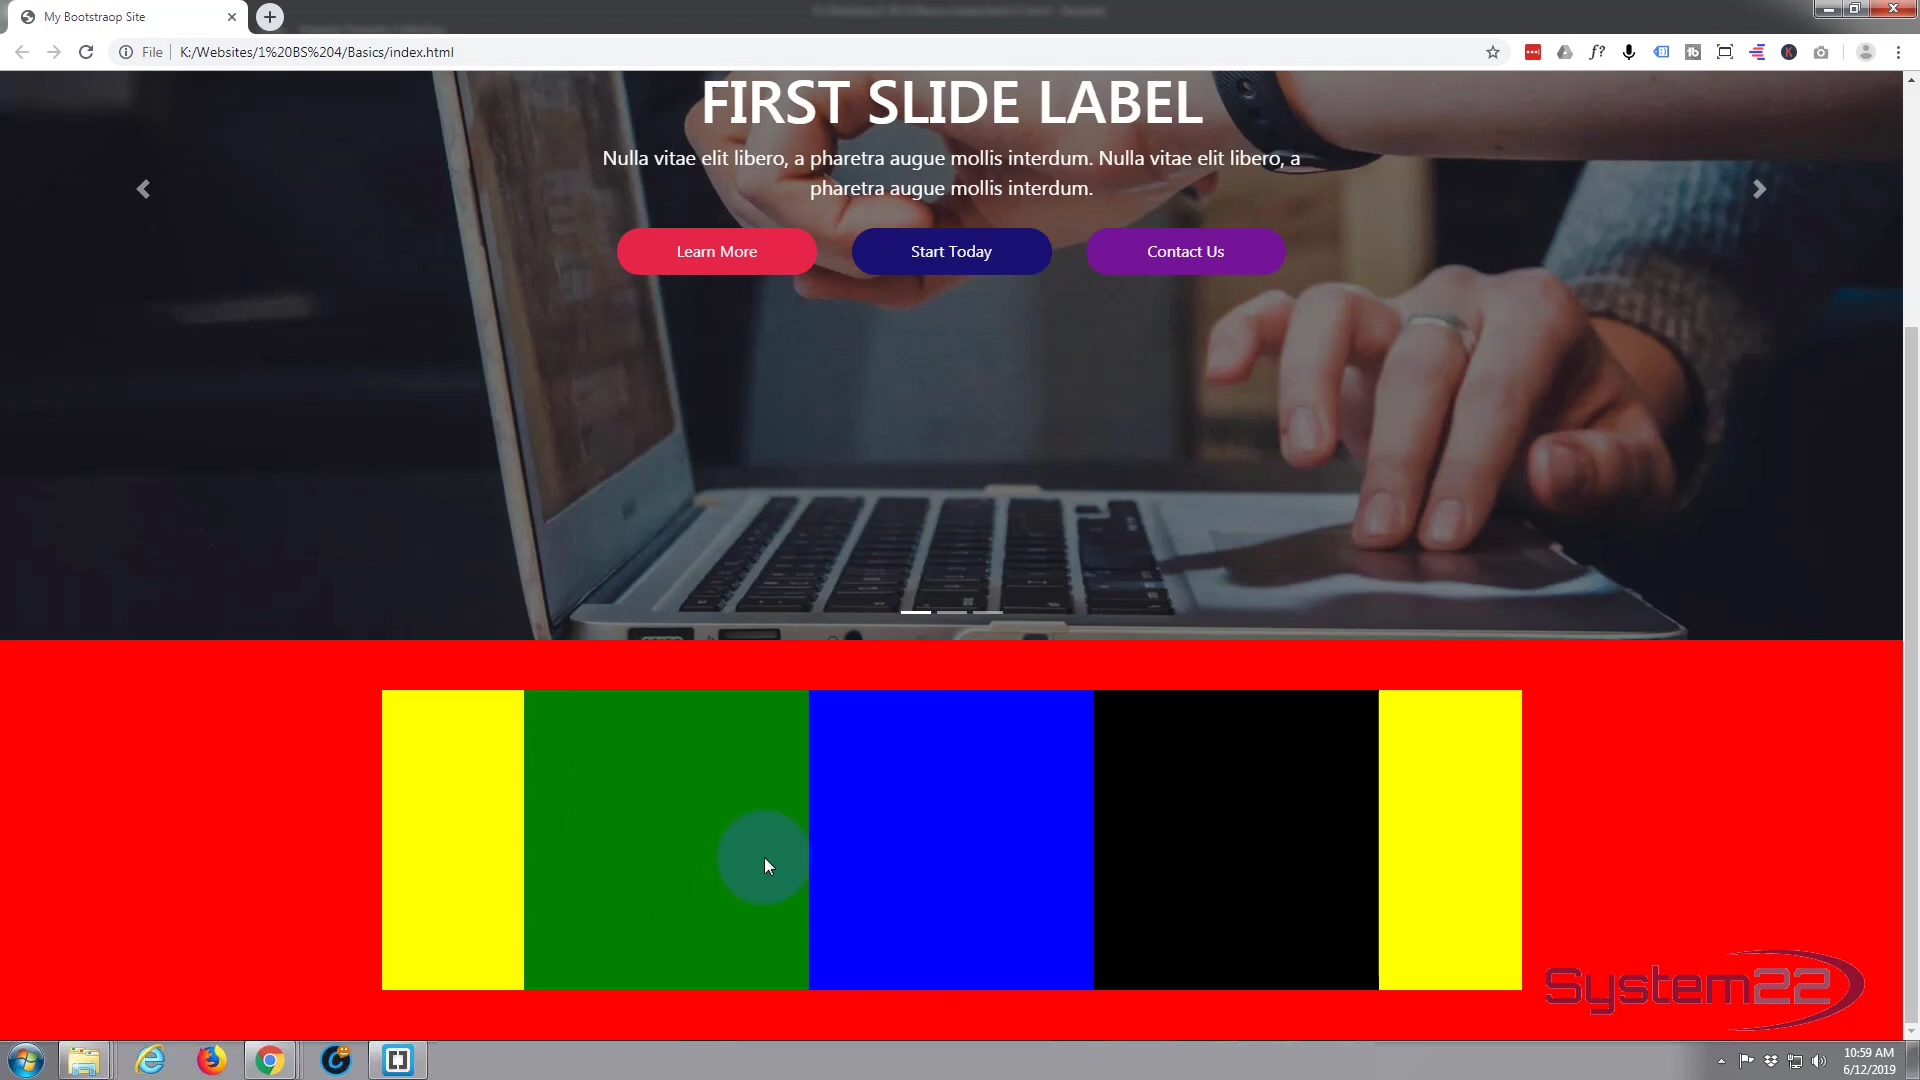 My Bootstraop Site
File
K:/Websites/1%20BS%204/Basics/index.html
FIRST SLIDE LABEL
Nulla vitae elit libero, a pharetra augue mollis interdum. Nulla vitae elit libero, a
pharetra augue mollis interdum.
Learn More
Start Today
Contact Us
System22
10:59 AM
6/12/2019